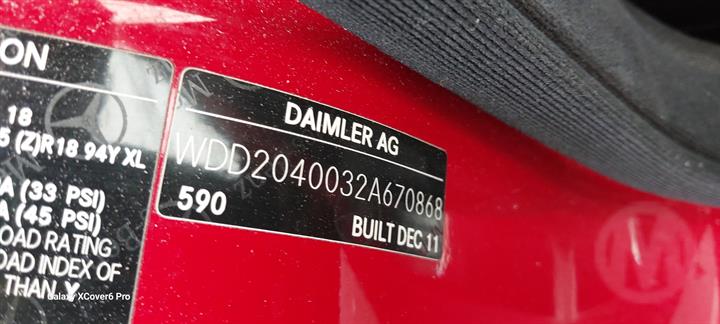 ON
18
5 (Z)R18 94Y XL
A (33 PSI)
A (45 PSI)
OAD RATING
OAD INDEX OF
THAN Y
DAIMLER AG
WDD2040032A670868
590
BUILT DEC 11
Galaxy XCover6 Pro
M